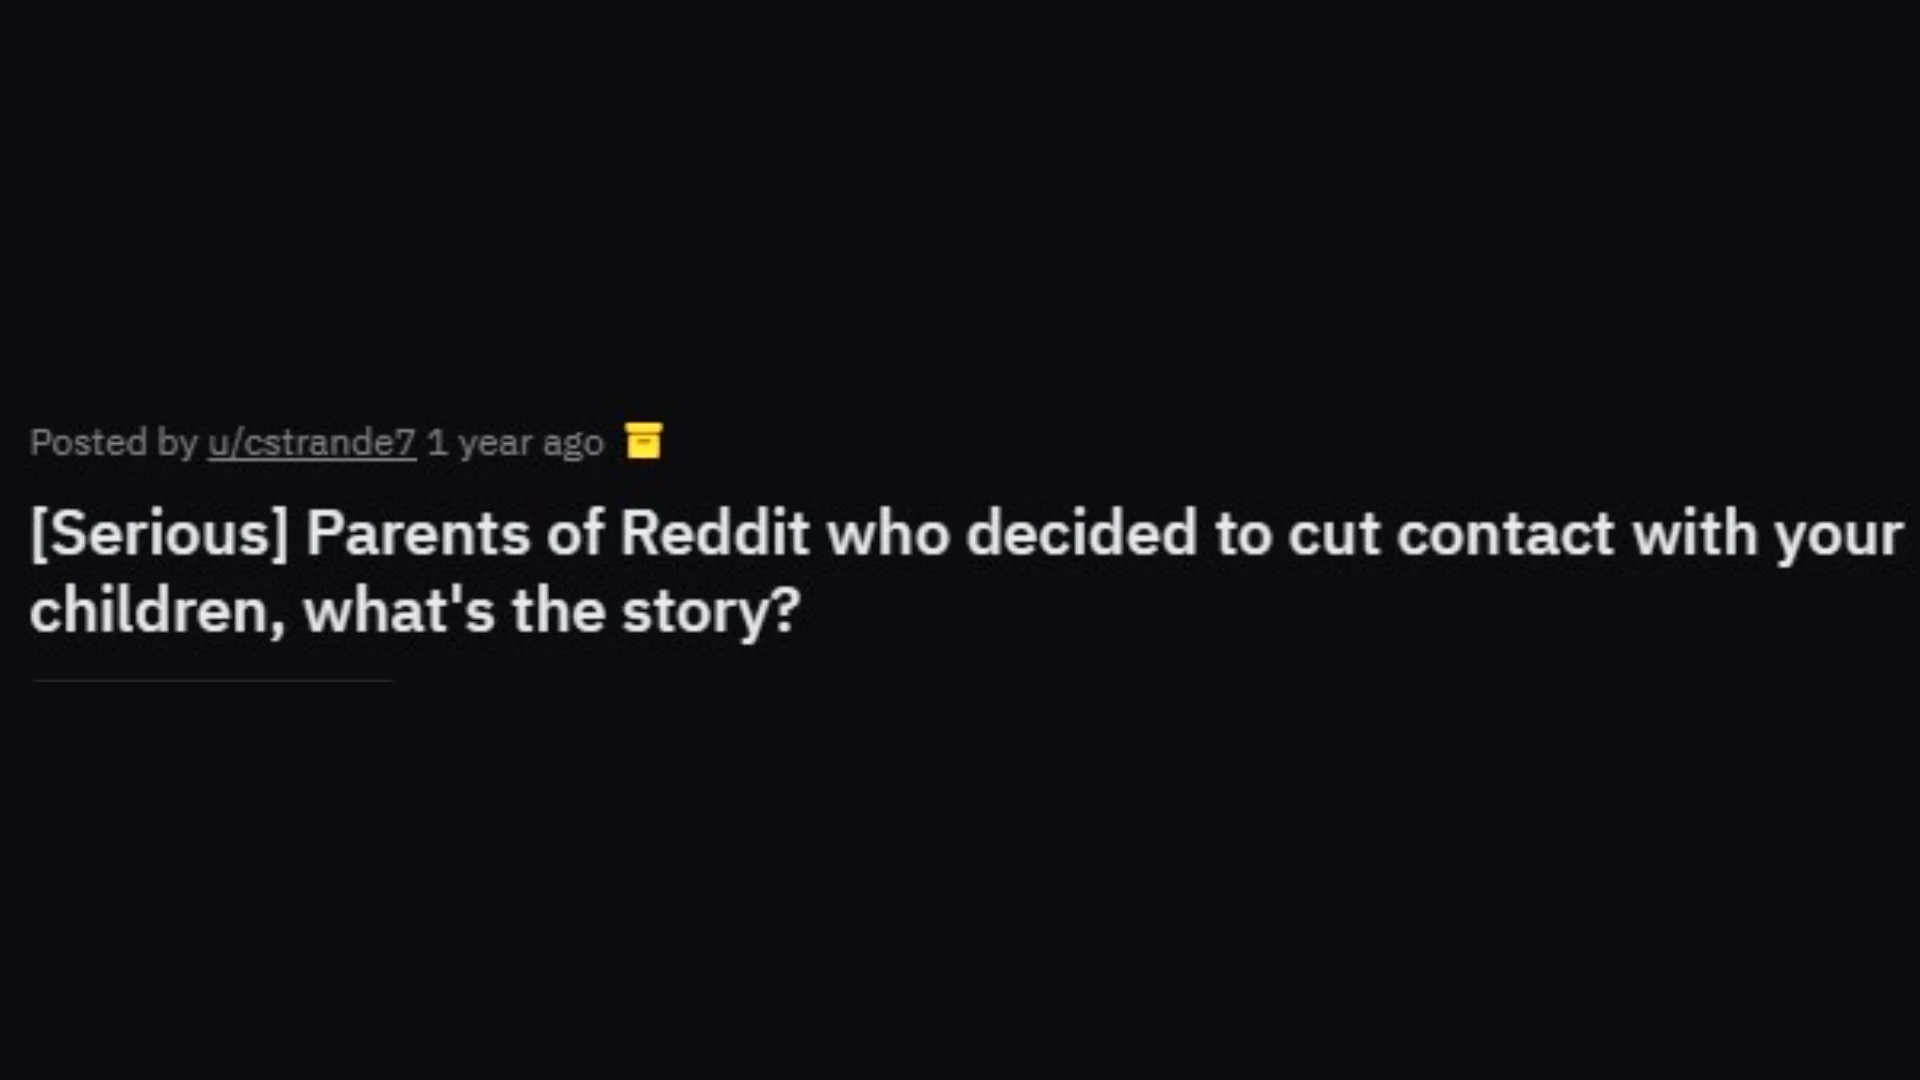 Posted by u/cstrande7 1 year ago
[Serious] Parents of Reddit who decided to cut contact with your
children, what's the story?